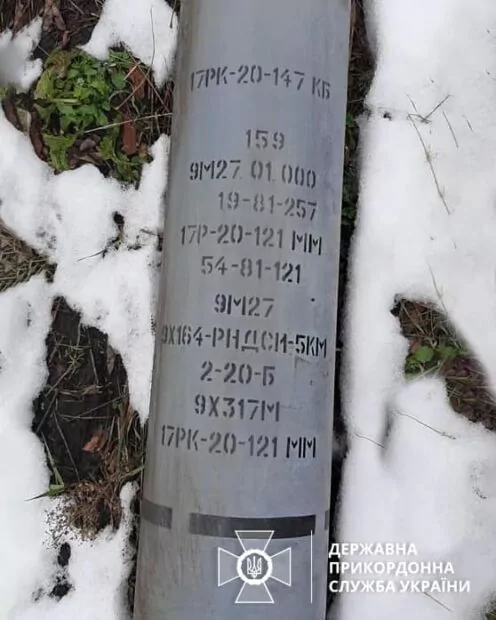 17РК-20-147 КБ
159
9М27.01.000
19-81-257
17Р-20-121 ММ
54-81-121
9М27
9Х164-РНДСИ-5КМ
2-20-Б
9Х317М
17РК-20-121 ММ
ДЕРЖАВНА
ПРИКОРДОННА
СЛУЖБА УКРАЇНИ